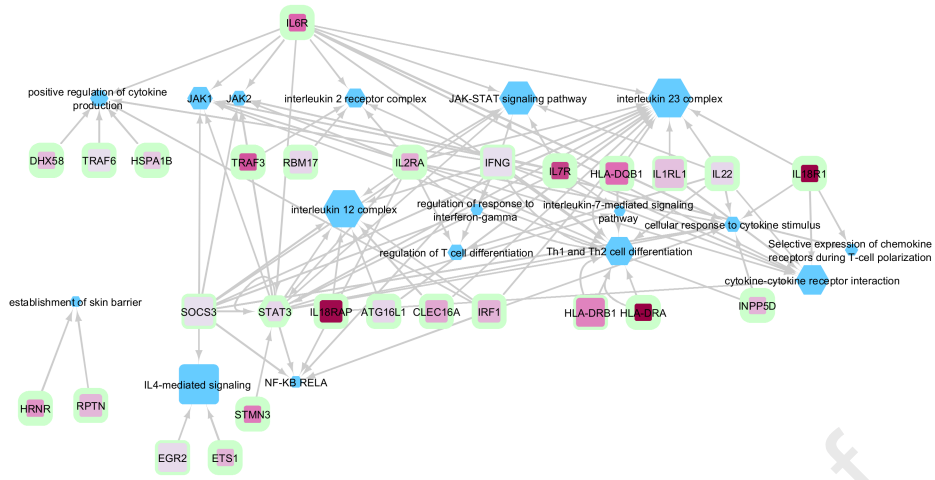 IL6R
positive regulation of cytokine
production
JAK1
JAK2
interleukin 2 receptor complex
JAK-STAT signaling pathway
interleukin 23 complex
DHX58
TRAF6
HSPA1B
TRAF3
RBM17
IL2RA
IFNG
IL7R
HLA-DQB1
IL1RL1
IL22
IL18R1
interleukin 12 complex
regulation of response to
interferon-gamma
interleukin-7-mediated signaling
pathway
cellular response to cytokine stimulus
regulation of T cell differentiation
Th1 and Th2 cell differentiation
Selective expression of chemokine
receptors during T-cell polarization
cytokine-cytokine receptor interaction
establishment of skin barrier
SOCS3
STAT3
IL18RAP
ATG16L1
CLEC16A
IRF1
HLA-DRB1
HLA-DRA
INPP5D
IL4-mediated signaling
NF-KB RELA
HRNR
RPTN
STMN3
EGR2
ETS1
f